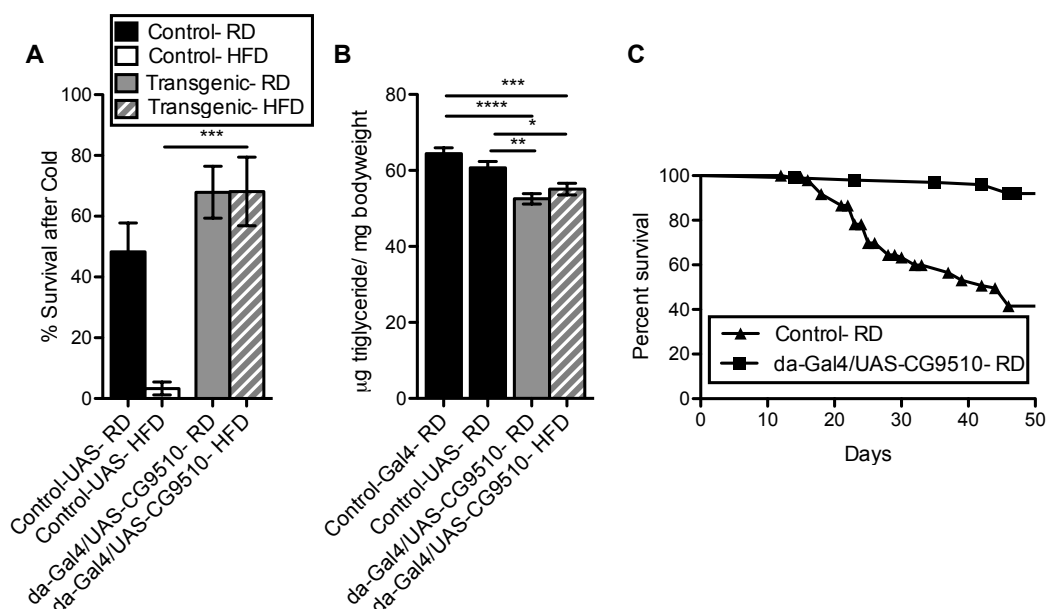 A
Control- RD
Control- HFD
Transgenic- RD
Transgenic- HFD
% Survival after Cold
100
80
60
40
20
0
***
Control-UAS- RD
Control-UAS- HFD
da-Gal4/UAS-CG9510- RD
da-Gal4/UAS-CG9510- HFD
B
µg triglyceride/ mg bodyweight
80
60
40
20
0
***
****
*
**
Control-Gal4- RD
Control-UAS- RD
da-Gal4/UAS-CG9510- RD
da-Gal4/UAS-CG9510- HFD
C
Percent survival
100
80
60
40
20
0
Control- RD
da-Gal4/UAS-CG9510- RD
0 10 20 30 40 50
Days